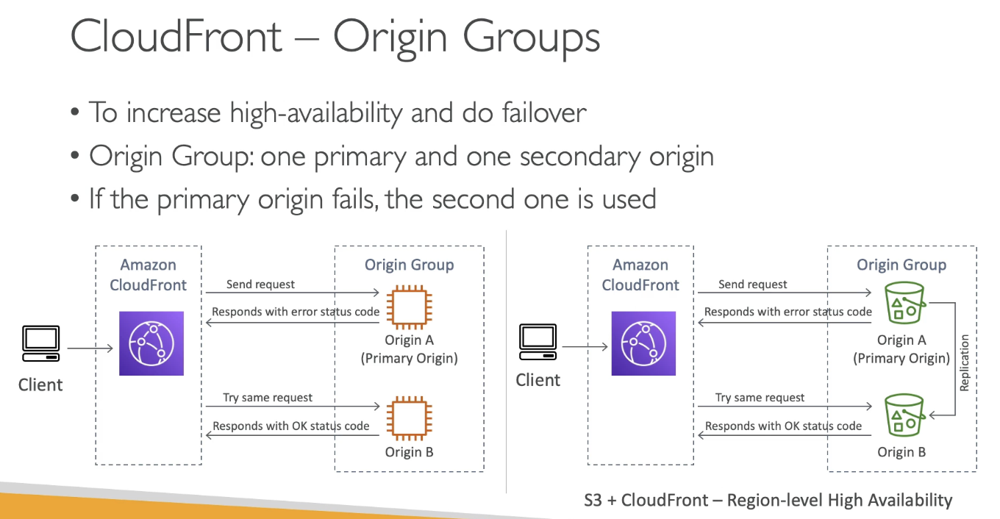 CloudFront – Origin Groups
• To increase high-availability and do failover
• Origin Group: one primary and one secondary origin
• If the primary origin fails, the second one is used
Amazon
CloudFront
Origin Group
Send request
Responds with error status code
Origin A
(Primary Origin)
Client
Try same request
Responds with OK status code
Origin B
Amazon
CloudFront
Origin Group
Send request
Responds with error status code
Origin A
(Primary Origin)
Replication
Client
Try same request
Responds with OK status code
Origin B
S3 + CloudFront – Region-level High Availability